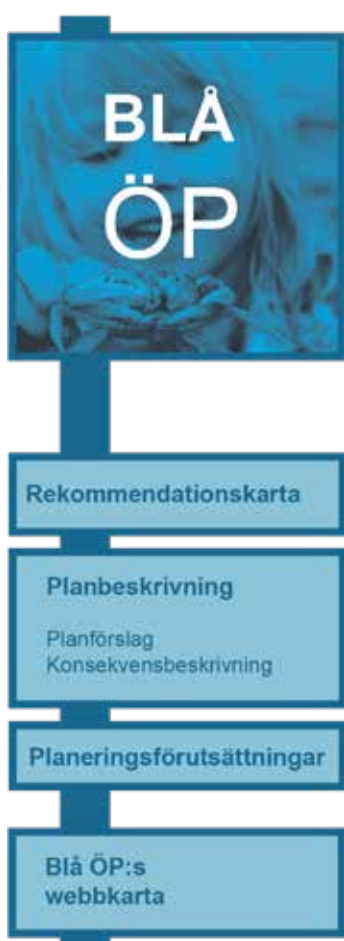 BLÅ
ÖP
Rekommendationskarta
Planbeskrivning
Planförslag
Konsekvensbeskrivning
Planeringsförutsättningar
Blå ÖP:s
webbkarta